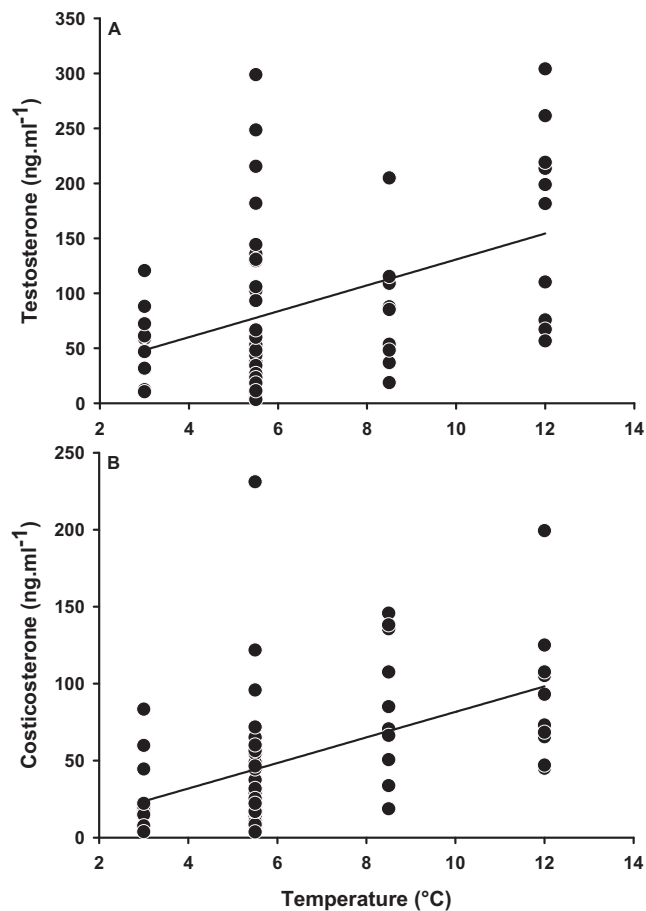 A
350
300
250
200
150
100
50
0
Testosterone (ng.ml-1)
2 4 6 8 10 12 14
B
250
200
150
100
50
0
Costicosterone (ng.ml-1)
2 4 6 8 10 12 14
Temperature (°C)